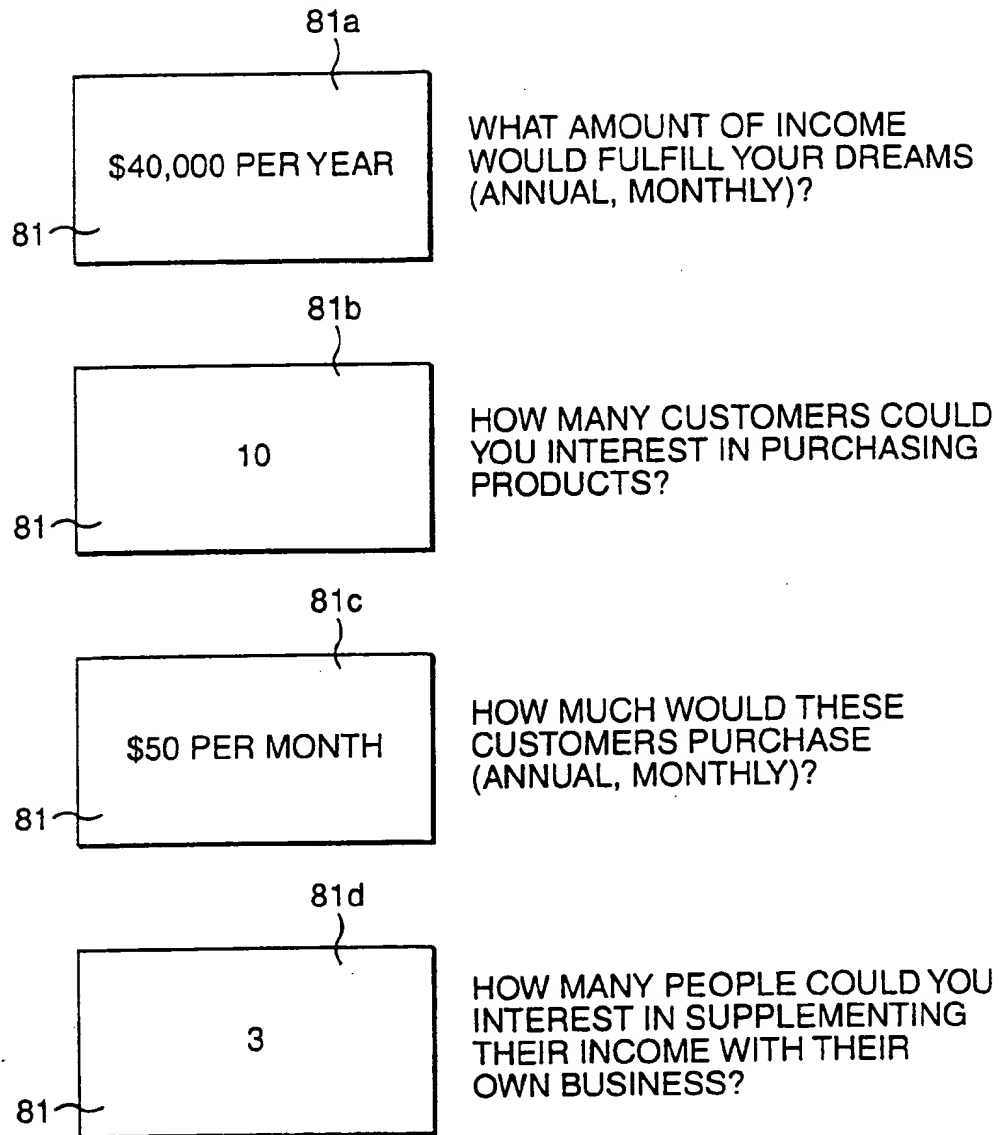 81a
$40,000 PER YEAR
81
WHAT AMOUNT OF INCOME
WOULD FULFILL YOUR DREAMS
(ANNUAL, MONTHLY)?
81b
10
81
HOW MANY CUSTOMERS COULD
YOU INTEREST IN PURCHASING
PRODUCTS?
81c
$50 PER MONTH
81
HOW MUCH WOULD THESE
CUSTOMERS PURCHASE
(ANNUAL, MONTHLY)?
81d
3
81
HOW MANY PEOPLE COULD YOU
INTEREST IN SUPPLEMENTING
THEIR INCOME WITH THEIR
OWN BUSINESS?